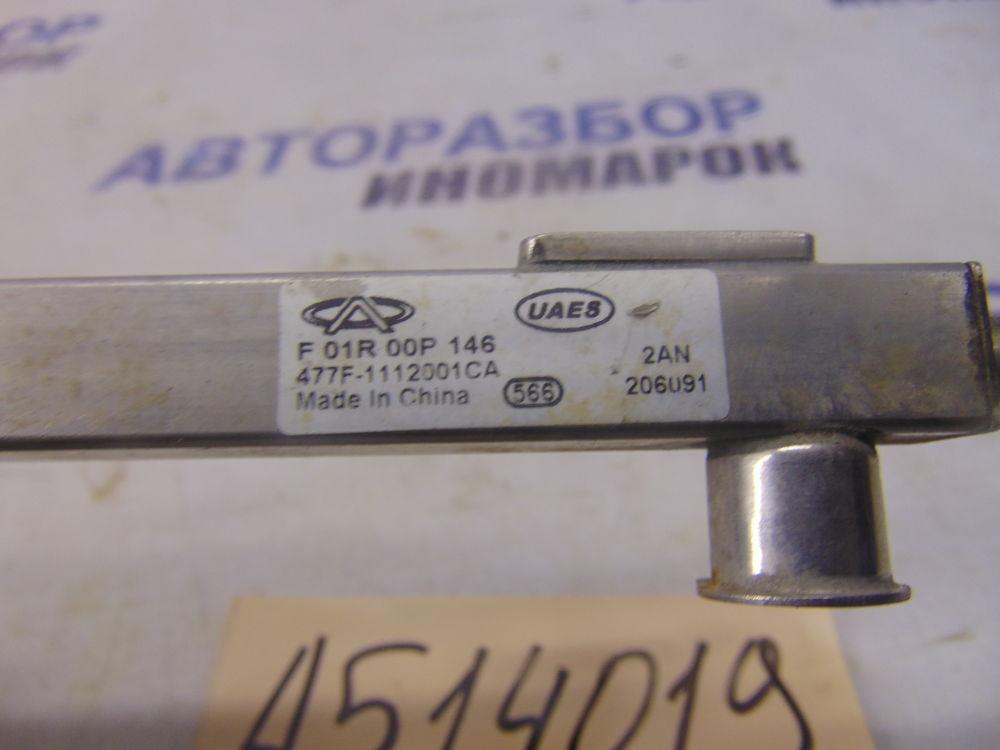 АВТОРАЗБОР
ИНОМАРОК
UAES
F 01R 00P 146
2AN
477F-1112001CA
566
206091
Made In China
A514019